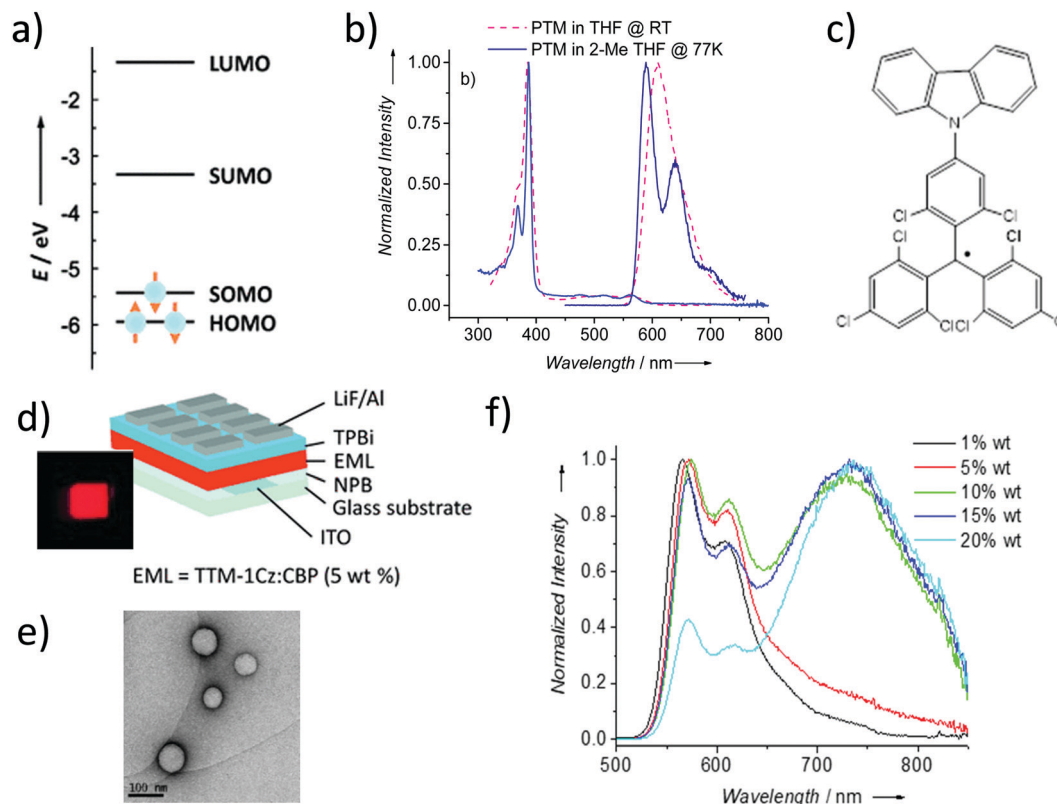 a)
E / eV
LUMO
-2
-3
SUMO
-4
-5
SOMO
-6
HOMO
b)
PTM in THF @ RT
PTM in 2-Me THF @ 77K
b)
Normalized Intensity
1.00
0.75
0.50
0.25
0.00
300 400 500 600 700 800
Wavelength / nm
c)
N
Cl Cl
Cl Cl
•
Cl Cl Cl Cl
d)
LiF/Al
TPBi
EML
NPB
Glass substrate
ITO
EML = TTM-1Cz:CBP (5 wt %)
e)
100 nm
f)
Normalized Intensity
1.0
0.8
0.6
0.4
0.2
0.0
1% wt
5% wt
10% wt
15% wt
20% wt
500 600 700 800
Wavelength / nm